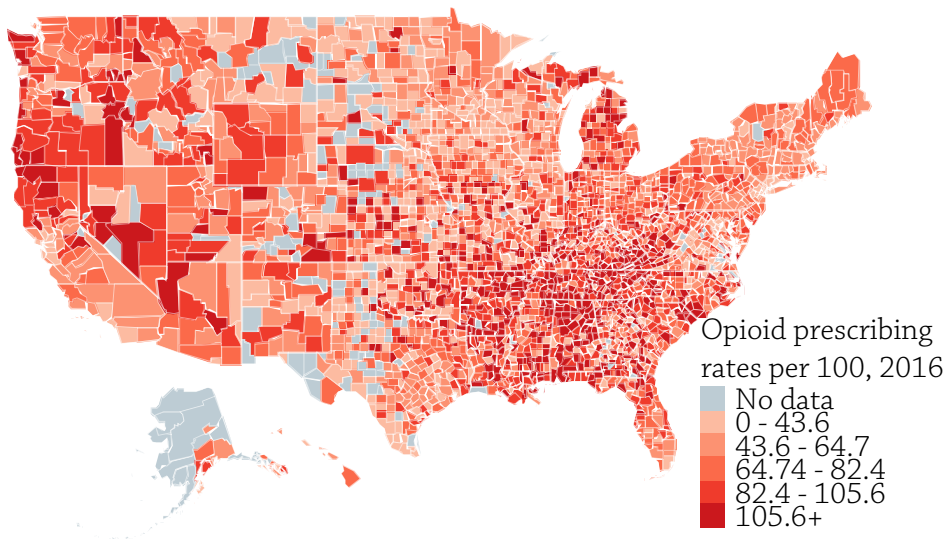 Opioid prescribing
rates per 100, 2016
No data
0 - 43.6
43.6 - 64.7
64.74 - 82.4
82.4 - 105.6
105.6+